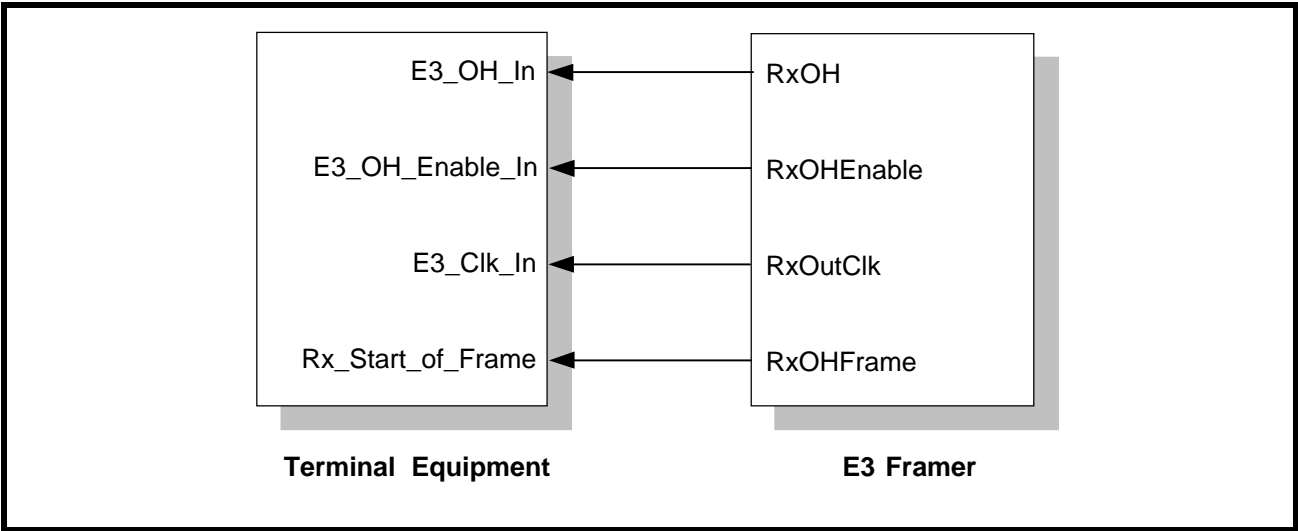 E3_OH_In
RxOH
E3_OH_Enable_In
RxOHEnable
E3_Clk_In
RxOutClk
Rx_Start_of_Frame
RxOHFrame
Terminal Equipment
E3 Framer